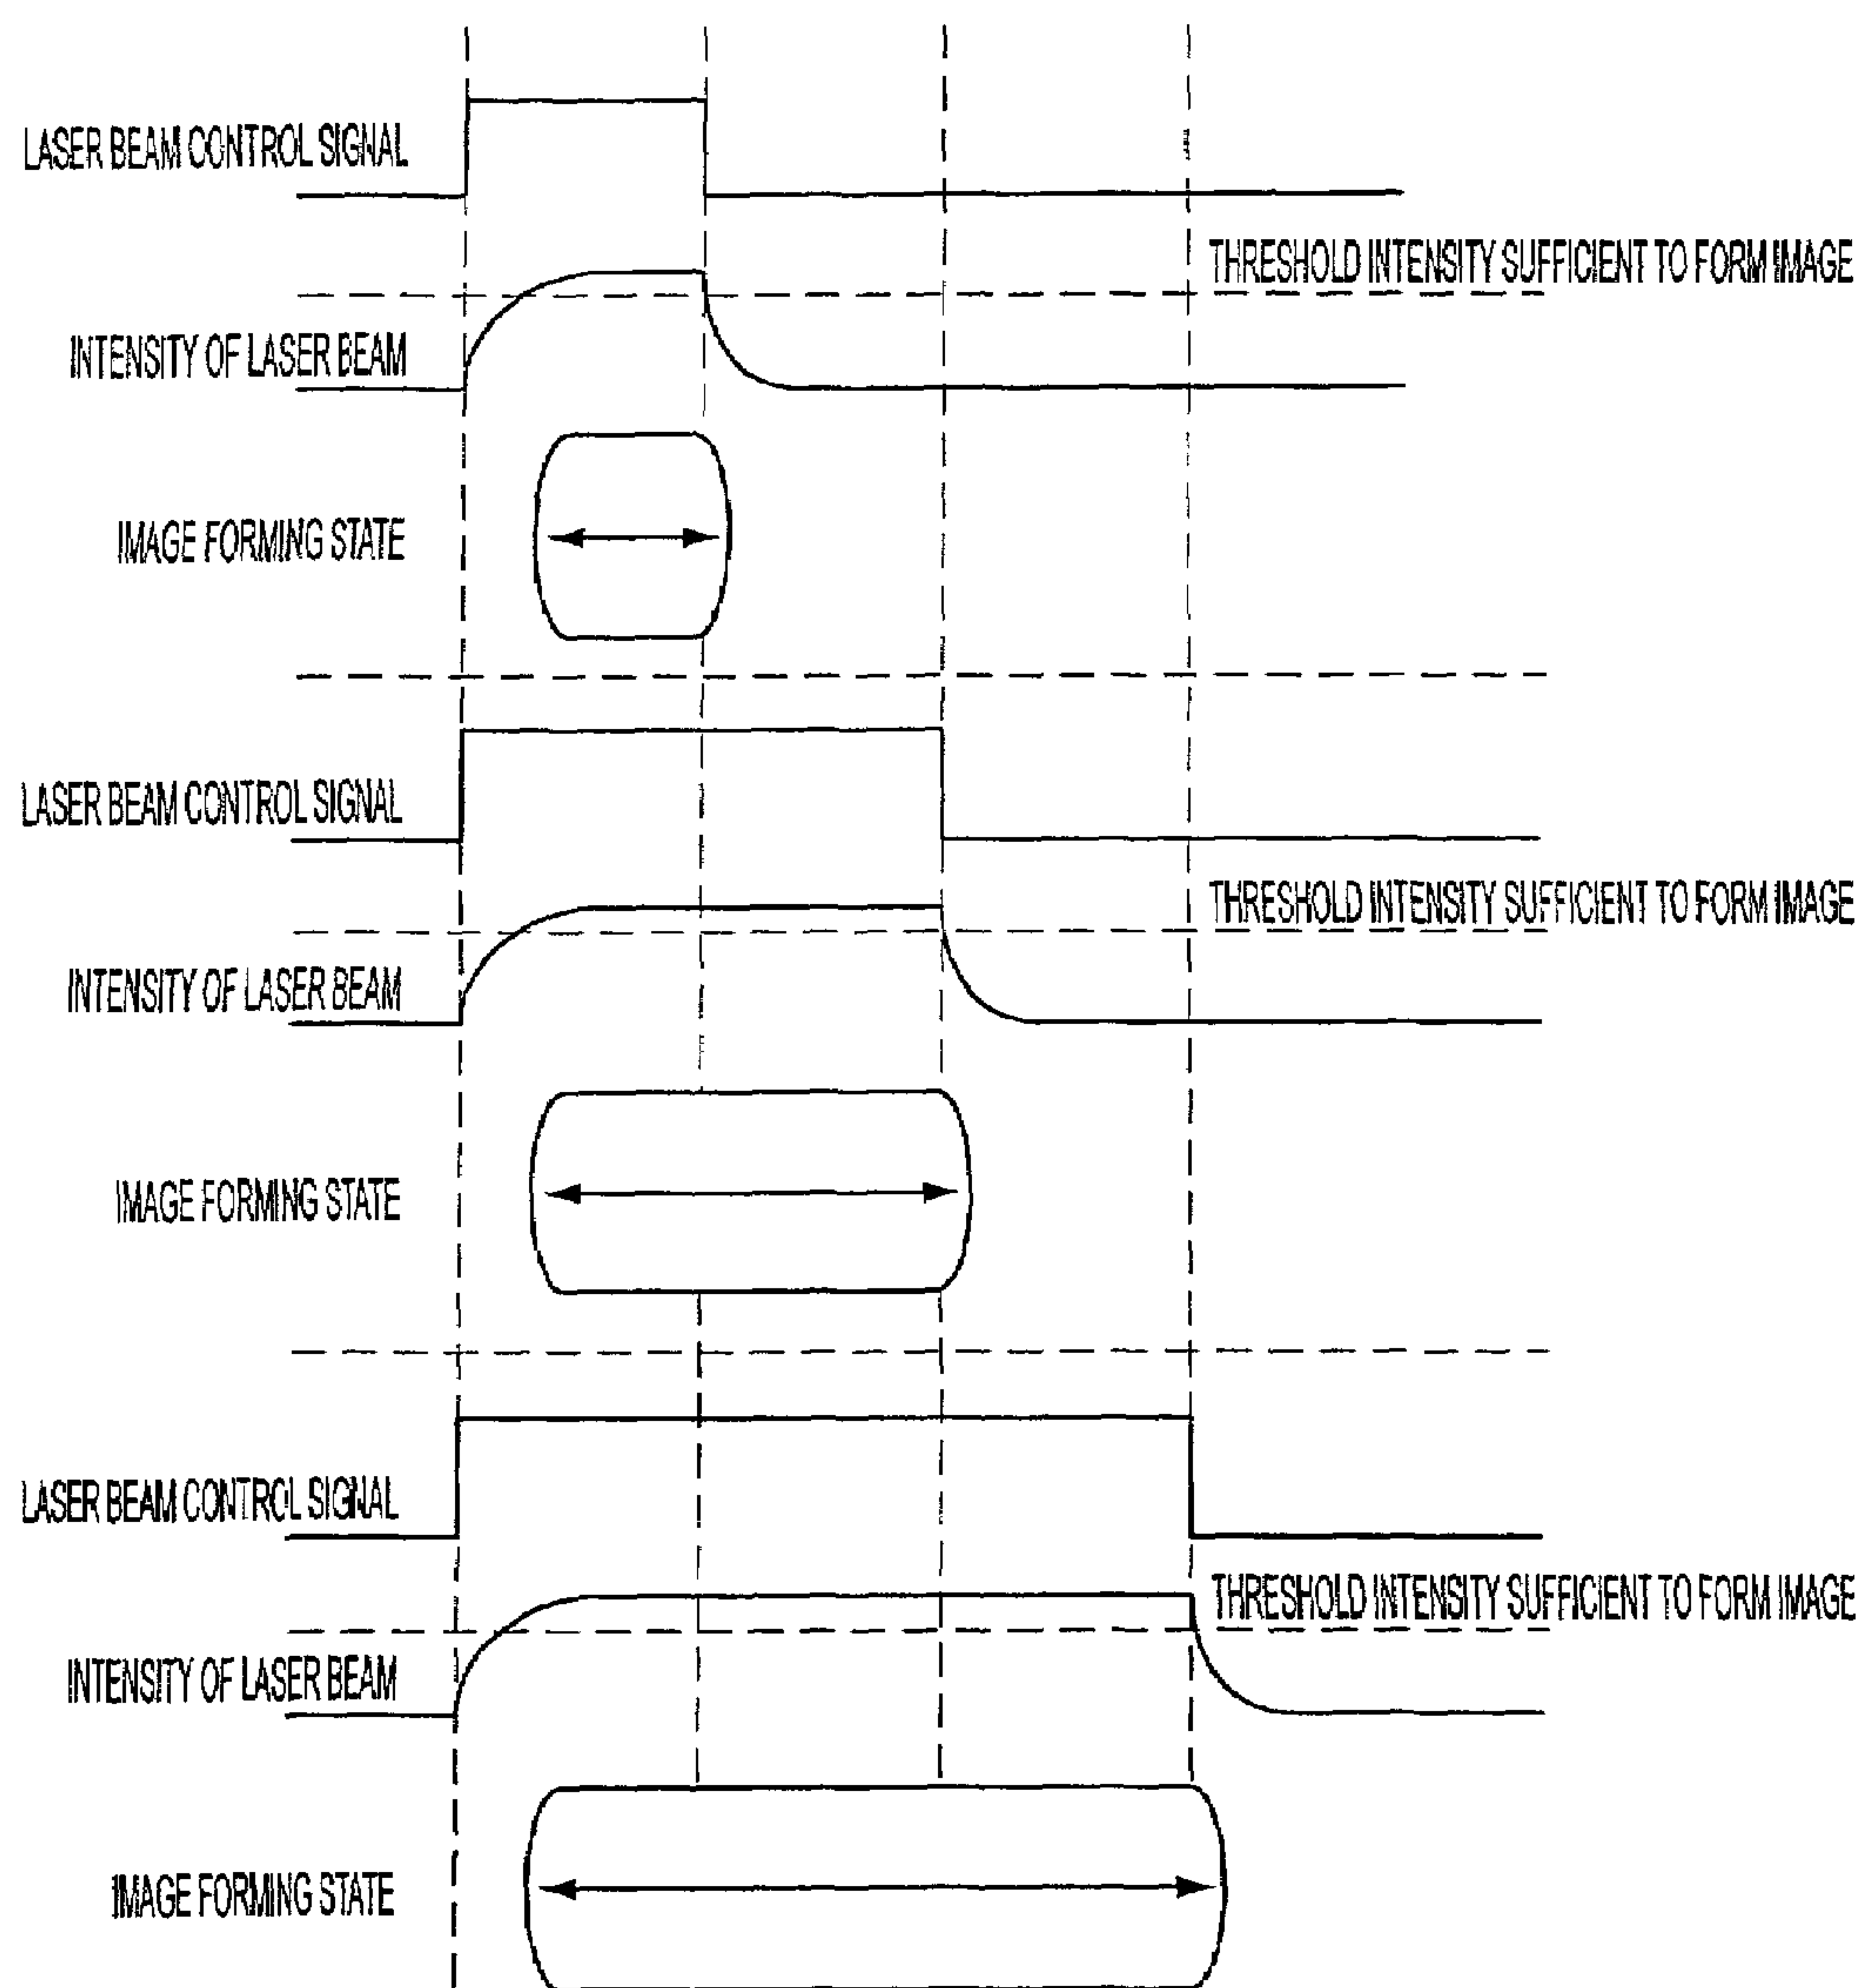 LASER BEAM CONTROL SIGNAL
THRESHOLD INTENSITY SUFFICIENT TO FORM IMAGE
INTENSITY OF LASER BEAM
IMAGE FORMING STATE
LASER BEAM CONTROL SIGNAL
THRESHOLD INTENSITY SUFFICIENT TO FORM IMAGE
INTENSITY OF LASER BEAM
IMAGE FORMING STATE
LASER BEAM CONTROL SIGNAL
THRESHOLD INTENSITY SUFFICIENT TO FORM IMAGE
INTENSITY OF LASER BEAM
IMAGE FORMING STATE